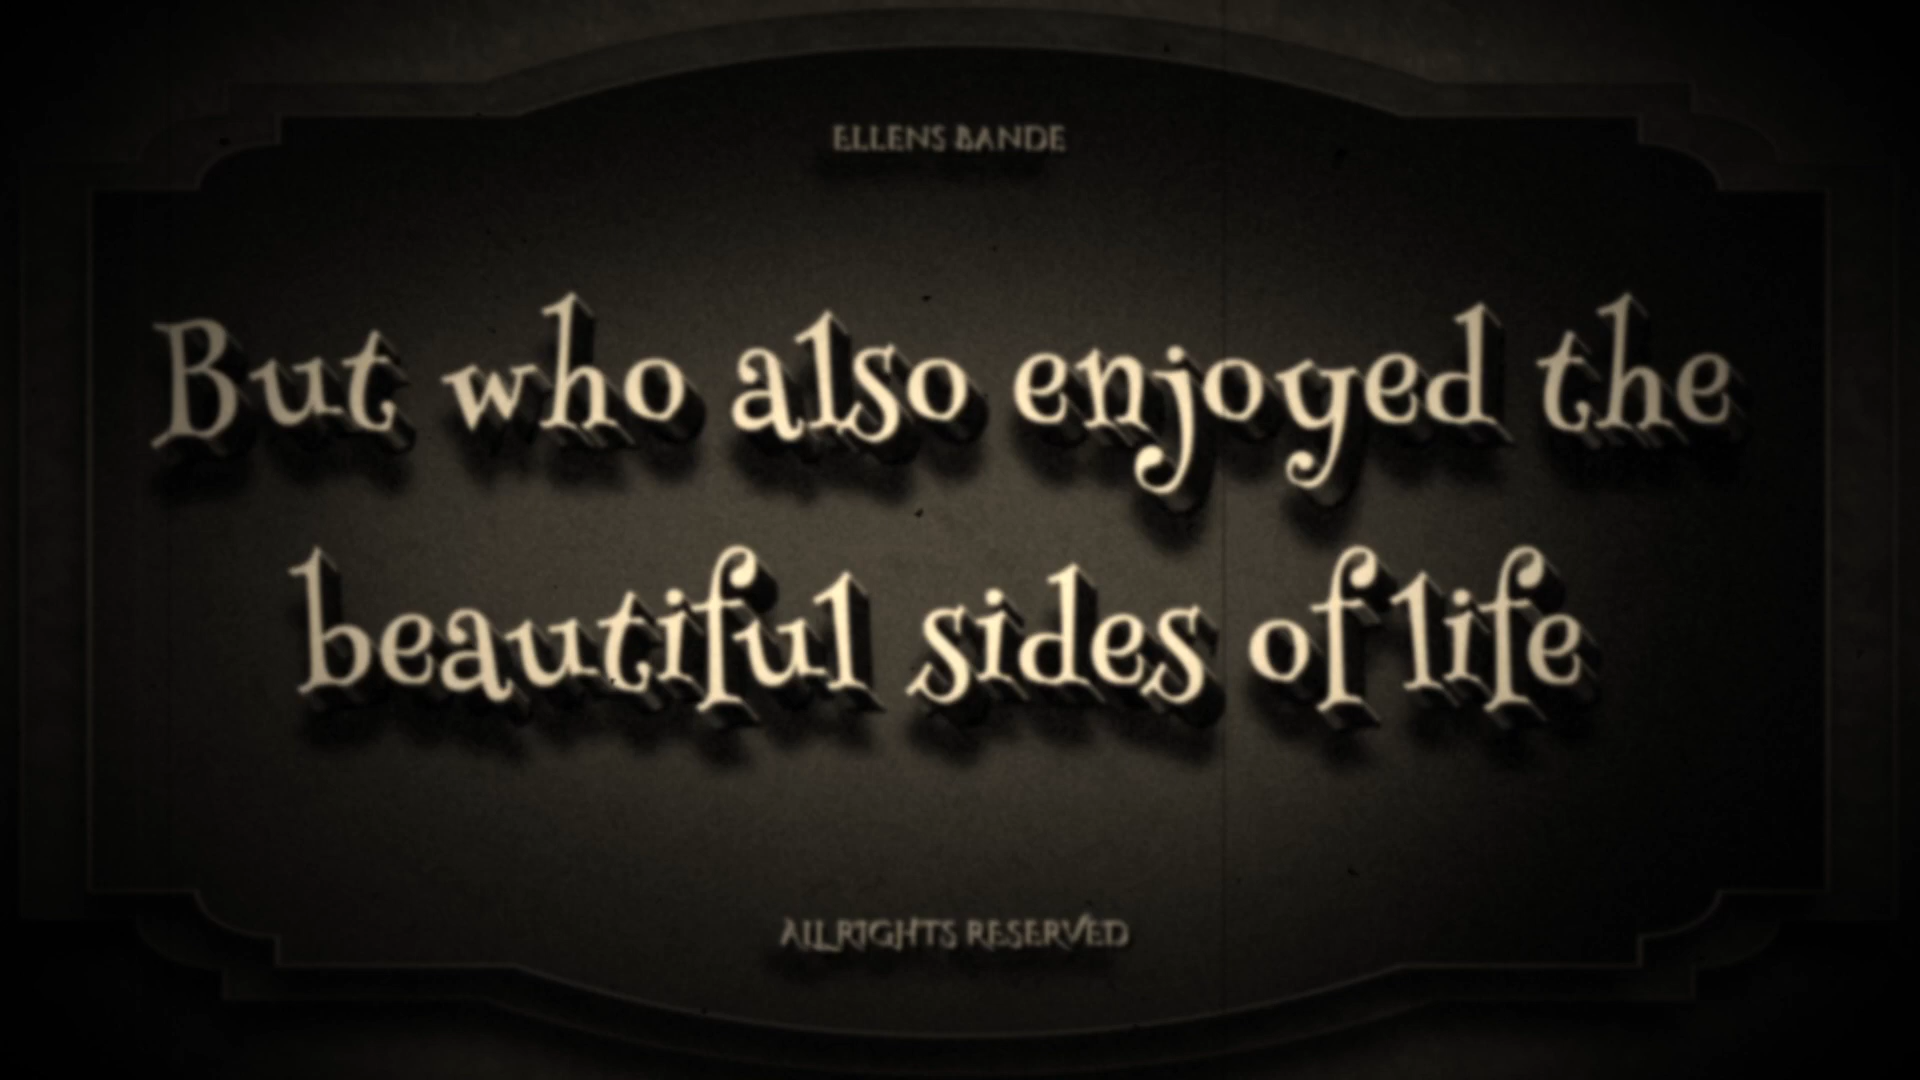 ELLENS BANDE
But who also enjoyed the
beautiful sides of life
ALL RIGHTS RESERVED